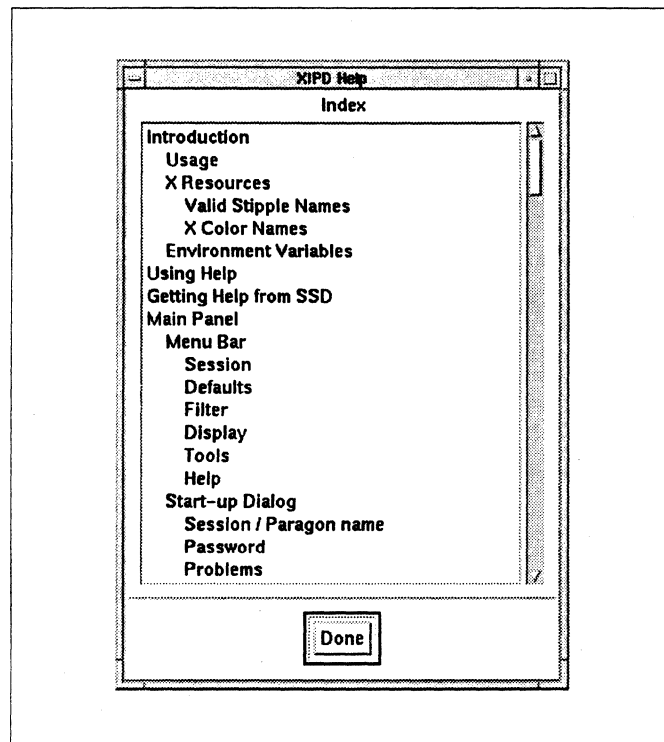 XIPD Help
Index
Introduction
Usage
X Resources
Valid Stipple Names
X Color Names
Environment Variables
Using Help
Getting Help from SSD
Main Panel
Menu Bar
Session
Defaults
Filter
Display
Tools
Help
Start-up Dialog
Session / Paragon name
Password
Problems
Done